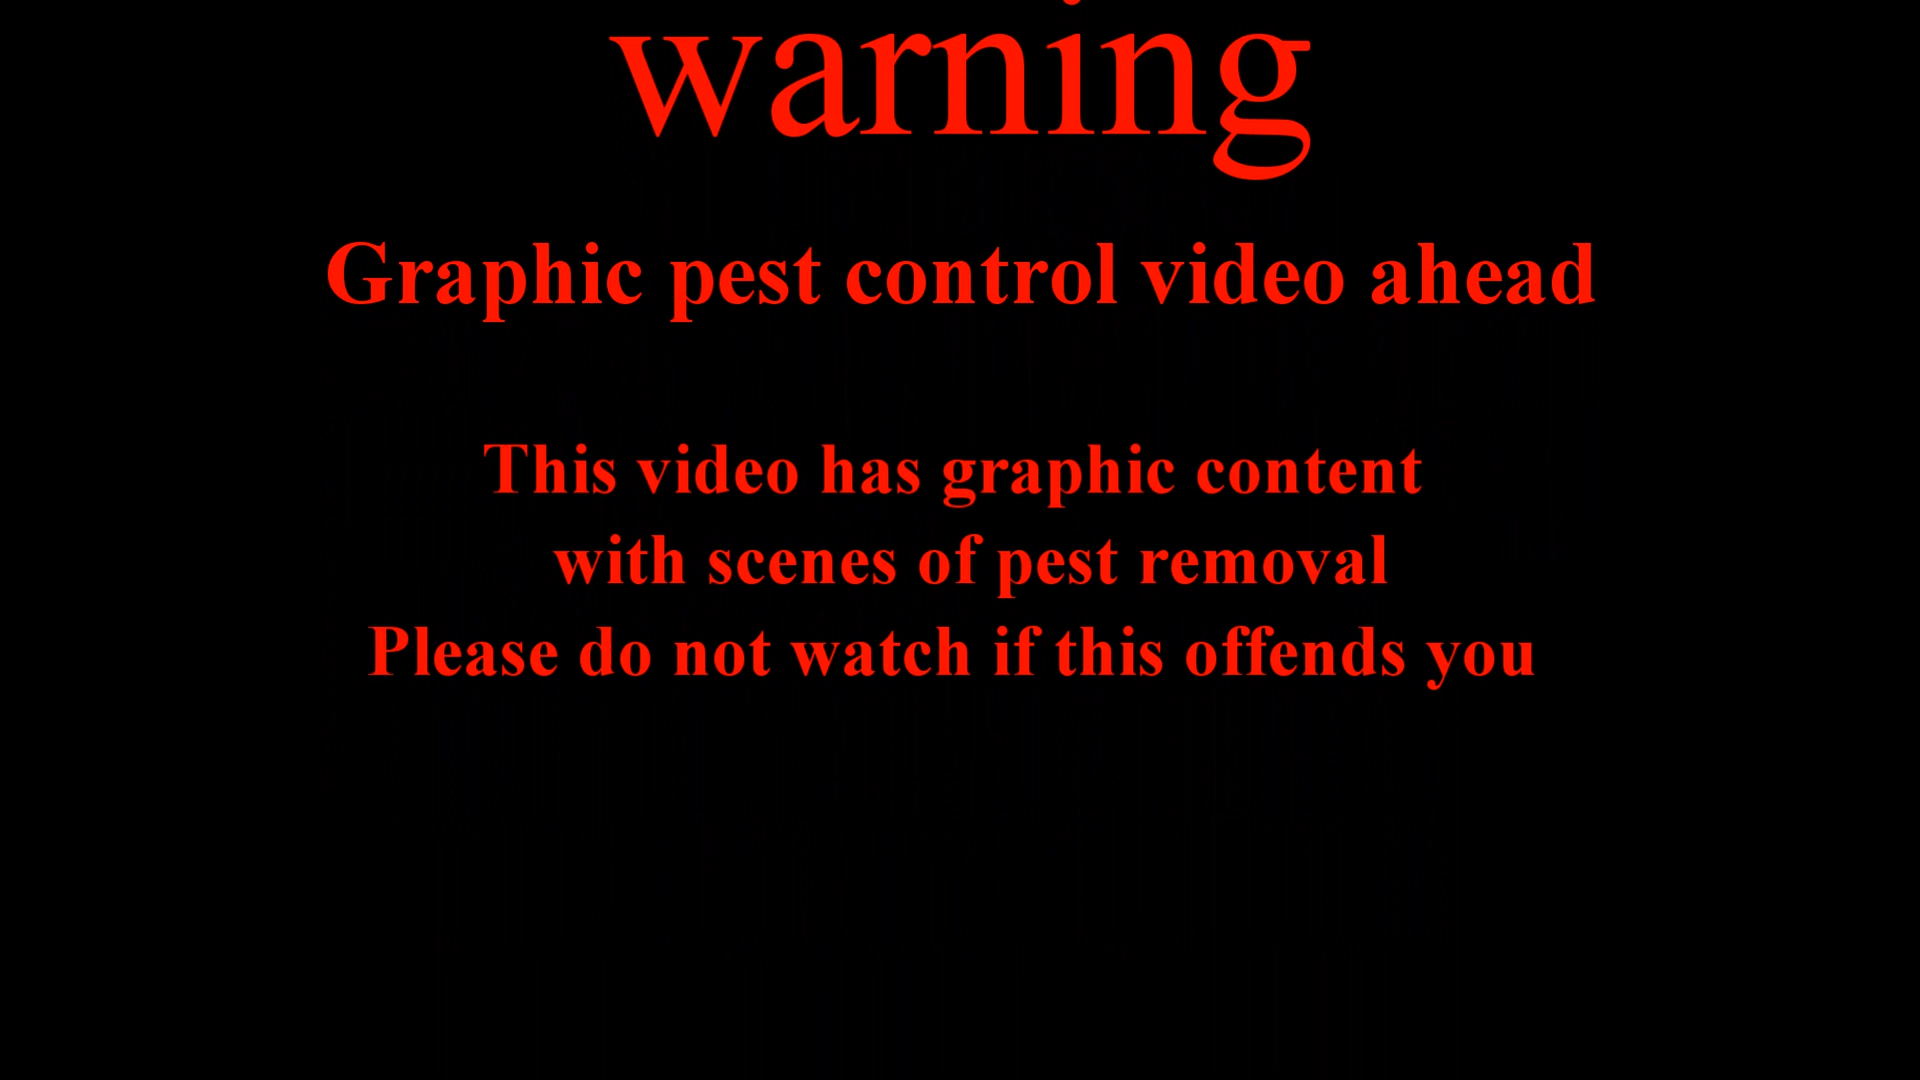 warning
Graphic pest control video ahead
This video has graphic content
with scenes of pest removal
Please do not watch if this offends you